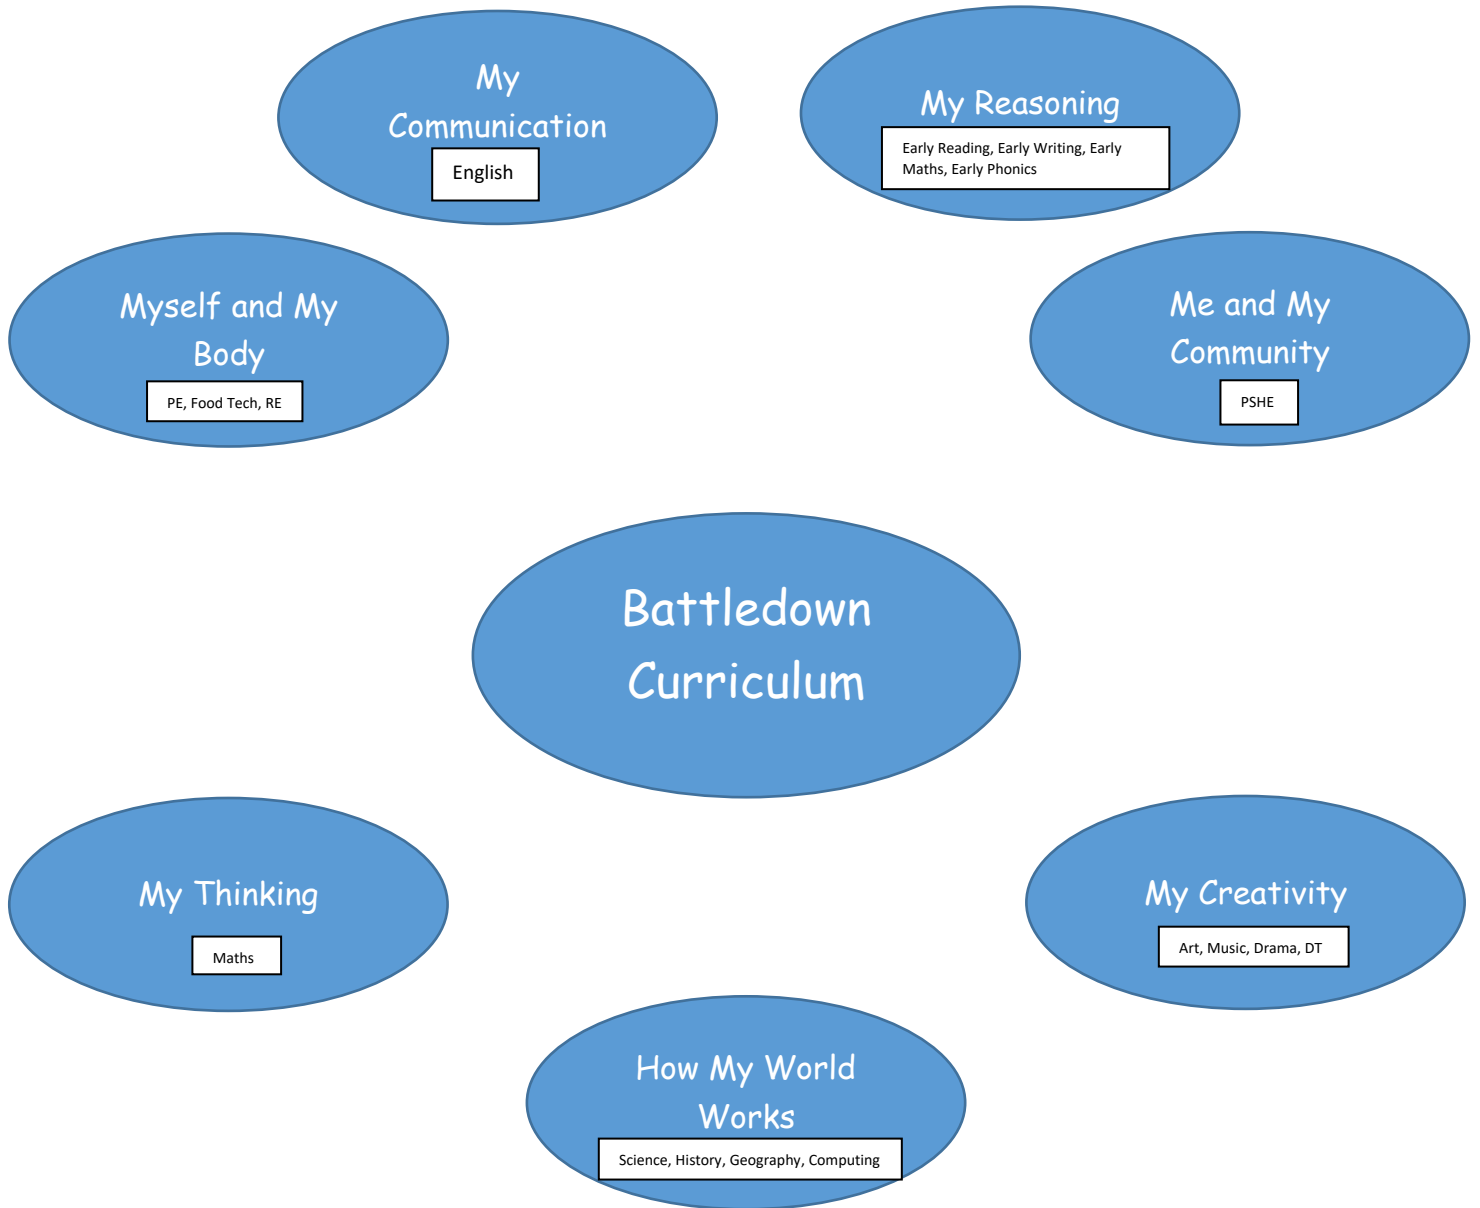 My
Communication
English
My Reasoning
Early Reading, Early Writing, Early
Maths, Early Phonics
Myself and My
Body
PE, Food Tech, RE
Me and My
Community
PSHE
Battledown
Curriculum
My Thinking
Maths
My Creativity
Art, Music, Drama, DT
How My World
Works
Science, History, Geography, Computing